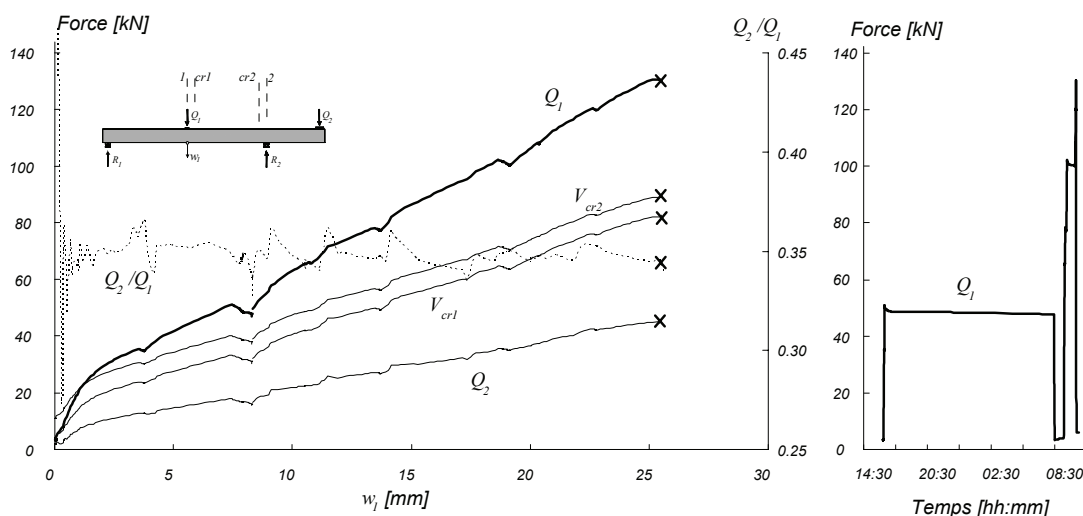 Force [kN]
Q2 /Q1
Force [kN]
140
120
100
80
60
40
20
0
1
cr1
cr2
2
Q1
Q2
R1
w1
R2
Q1
Vcr2
Q2 /Q1
Vcr1
Q2
0
5
10
15
20
25
30
w1 [mm]
0.45
0.40
0.35
0.30
0.25
140
120
100
80
60
40
20
0
Q1
14:30
20:30
02:30
08:30
Temps [hh:mm]